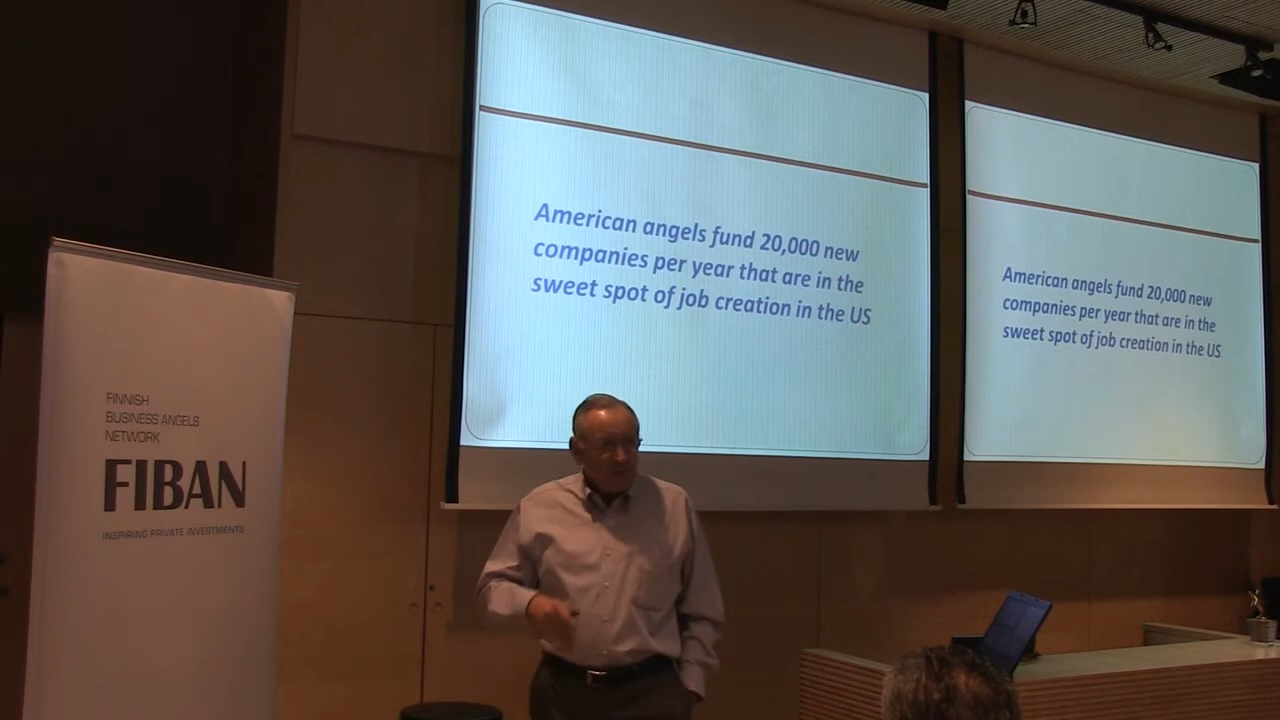 FINNISH
BUSINESS ANGELS
NETWORK
FIBAN
INSPIRING PRIVATE INVESTMENTS
American angels fund 20,000 new
companies per year that are in the
sweet spot of job creation in the US
American angels fund 20,000 new
companies per year that are in the
sweet spot of job creation in the US